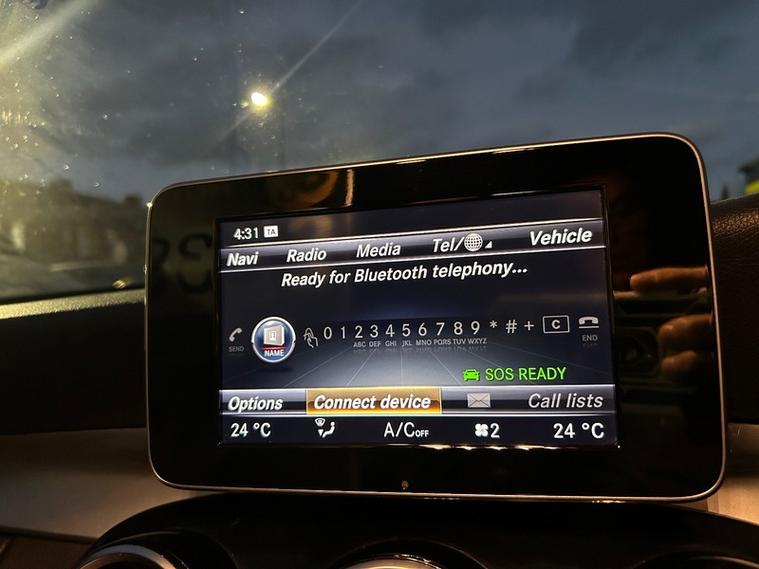 4:31 TA
Navi Radio Media Tel/ Vehicle
Ready for Bluetooth telephony...
SEND NAME 0 1 2 3 4 5 6 7 8 9 * # + C END
ABC DEF GHI JKL MNO PQRS TUV WXYZ
SOS READY
Options Connect device Call lists
24 °C A/C OFF 2 24 °C